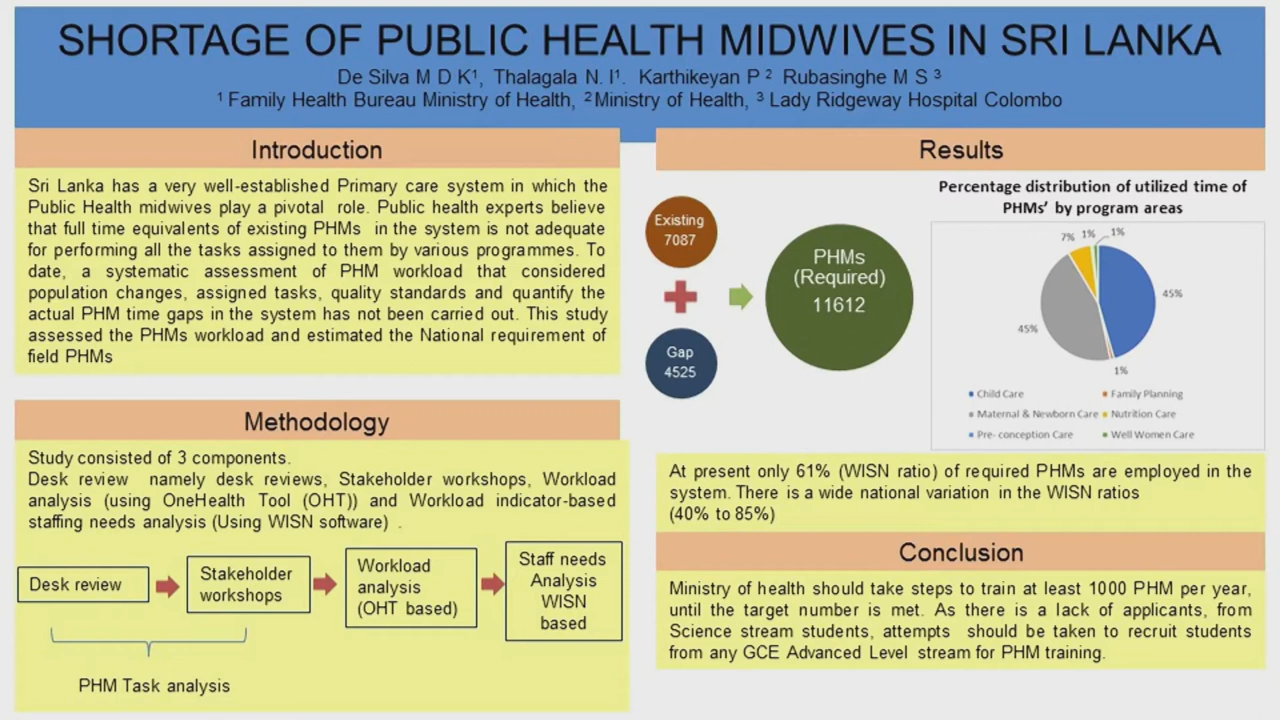 SHORTAGE OF PUBLIC HEALTH MIDWIVES IN SRI LANKA
De Silva M D K¹, Thalagala N. I¹. Karthikeyan P ² Rubasinghe M S ³
¹ Family Health Bureau Ministry of Health, ² Ministry of Health, ³ Lady Ridgeway Hospital Colombo
Introduction
Sri Lanka has a very well-established Primary care system in which the
Public Health midwives play a pivotal role. Public health experts believe
that full time equivalents of existing PHMs in the system is not adequate
for performing all the tasks assigned to them by various programmes. To
date, a systematic assessment of PHM workload that considered
population changes, assigned tasks, quality standards and quantify the
actual PHM time gaps in the system has not been carried out. This study
assessed the PHMs workload and estimated the National requirement of
field PHMs
Methodology
Study consisted of 3 components.
Desk review namely desk reviews, Stakeholder workshops, Workload
analysis (using OneHealth Tool (OHT)) and Workload indicator-based
staffing needs analysis (Using WISN software) .
Desk review
Stakeholder
workshops
Workload
analysis
(OHT based)
Staff needs
Analysis
WISN
based
PHM Task analysis
Results
Existing
7087
Gap
4525
PHMs
(Required)
11612
Percentage distribution of utilized time of
PHMs' by program areas
7% 1% 1%
45%
45%
1%
Child Care Family Planning
Maternal & Newborn Care Nutrition Care
Pre- conception Care Well Women Care
At present only 61% (WISN ratio) of required PHMs are employed in the
system. There is a wide national variation in the WISN ratios
(40% to 85%)
Conclusion
Ministry of health should take steps to train at least 1000 PHM per year,
until the target number is met. As there is a lack of applicants, from
Science stream students, attempts should be taken to recruit students
from any GCE Advanced Level stream for PHM training.